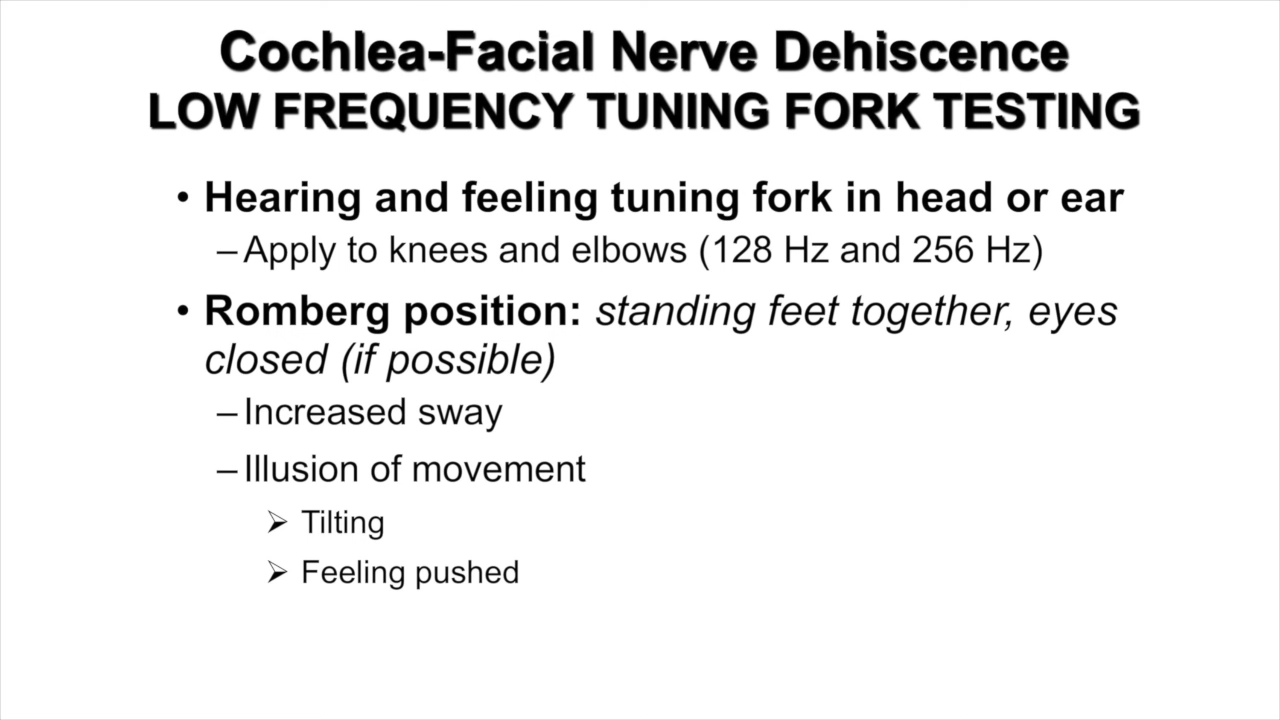 Cochlea-Facial Nerve Dehiscence
LOW FREQUENCY TUNING FORK TESTING
• Hearing and feeling tuning fork in head or ear
– Apply to knees and elbows (128 Hz and 256 Hz)
• Romberg position: standing feet together, eyes
closed (if possible)
– Increased sway
– Illusion of movement
➢ Tilting
➢ Feeling pushed